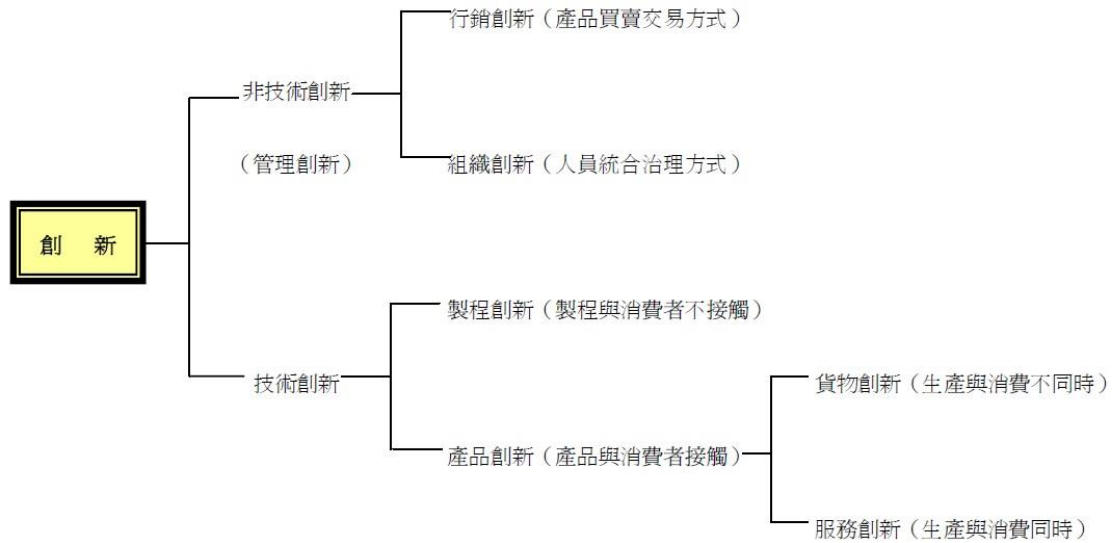 行銷創新（產品買賣交易方式）
非技術創新
（管理創新）
組織創新（人員統合治理方式）
創 新
製程創新（製程與消費者不接觸）
技術創新
貨物創新（生產與消費不同時）
產品創新（產品與消費者接觸）
服務創新（生產與消費同時）